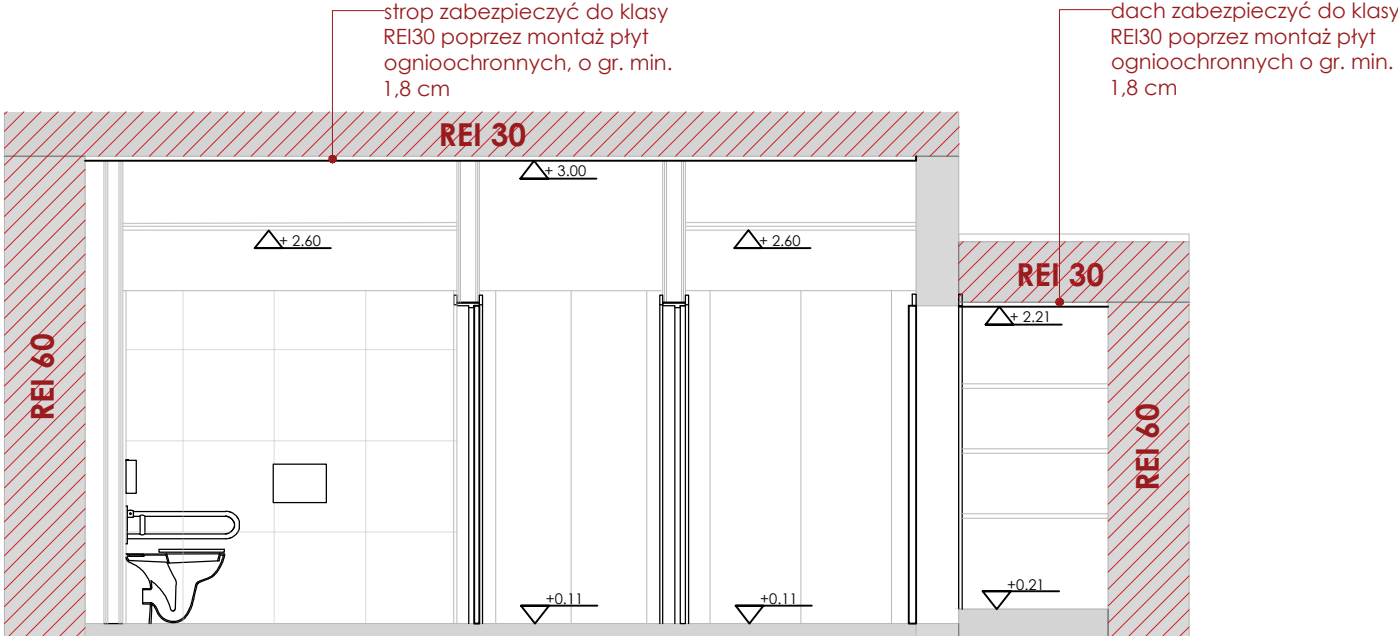 strop zabezpieczyć do klasy
REI30 poprzez montaż płyt
ognioochronnych, o gr. min.
1,8 cm
dach zabezpieczyć do klasy
REI30 poprzez montaż płyt
ognioochronnych o gr. min.
1,8 cm
REI 30
+ 3.00
+ 2.60
+ 2.60
REI 30
+ 2.21
REI 60
REI 60
+0.11
+0.11
+0.21